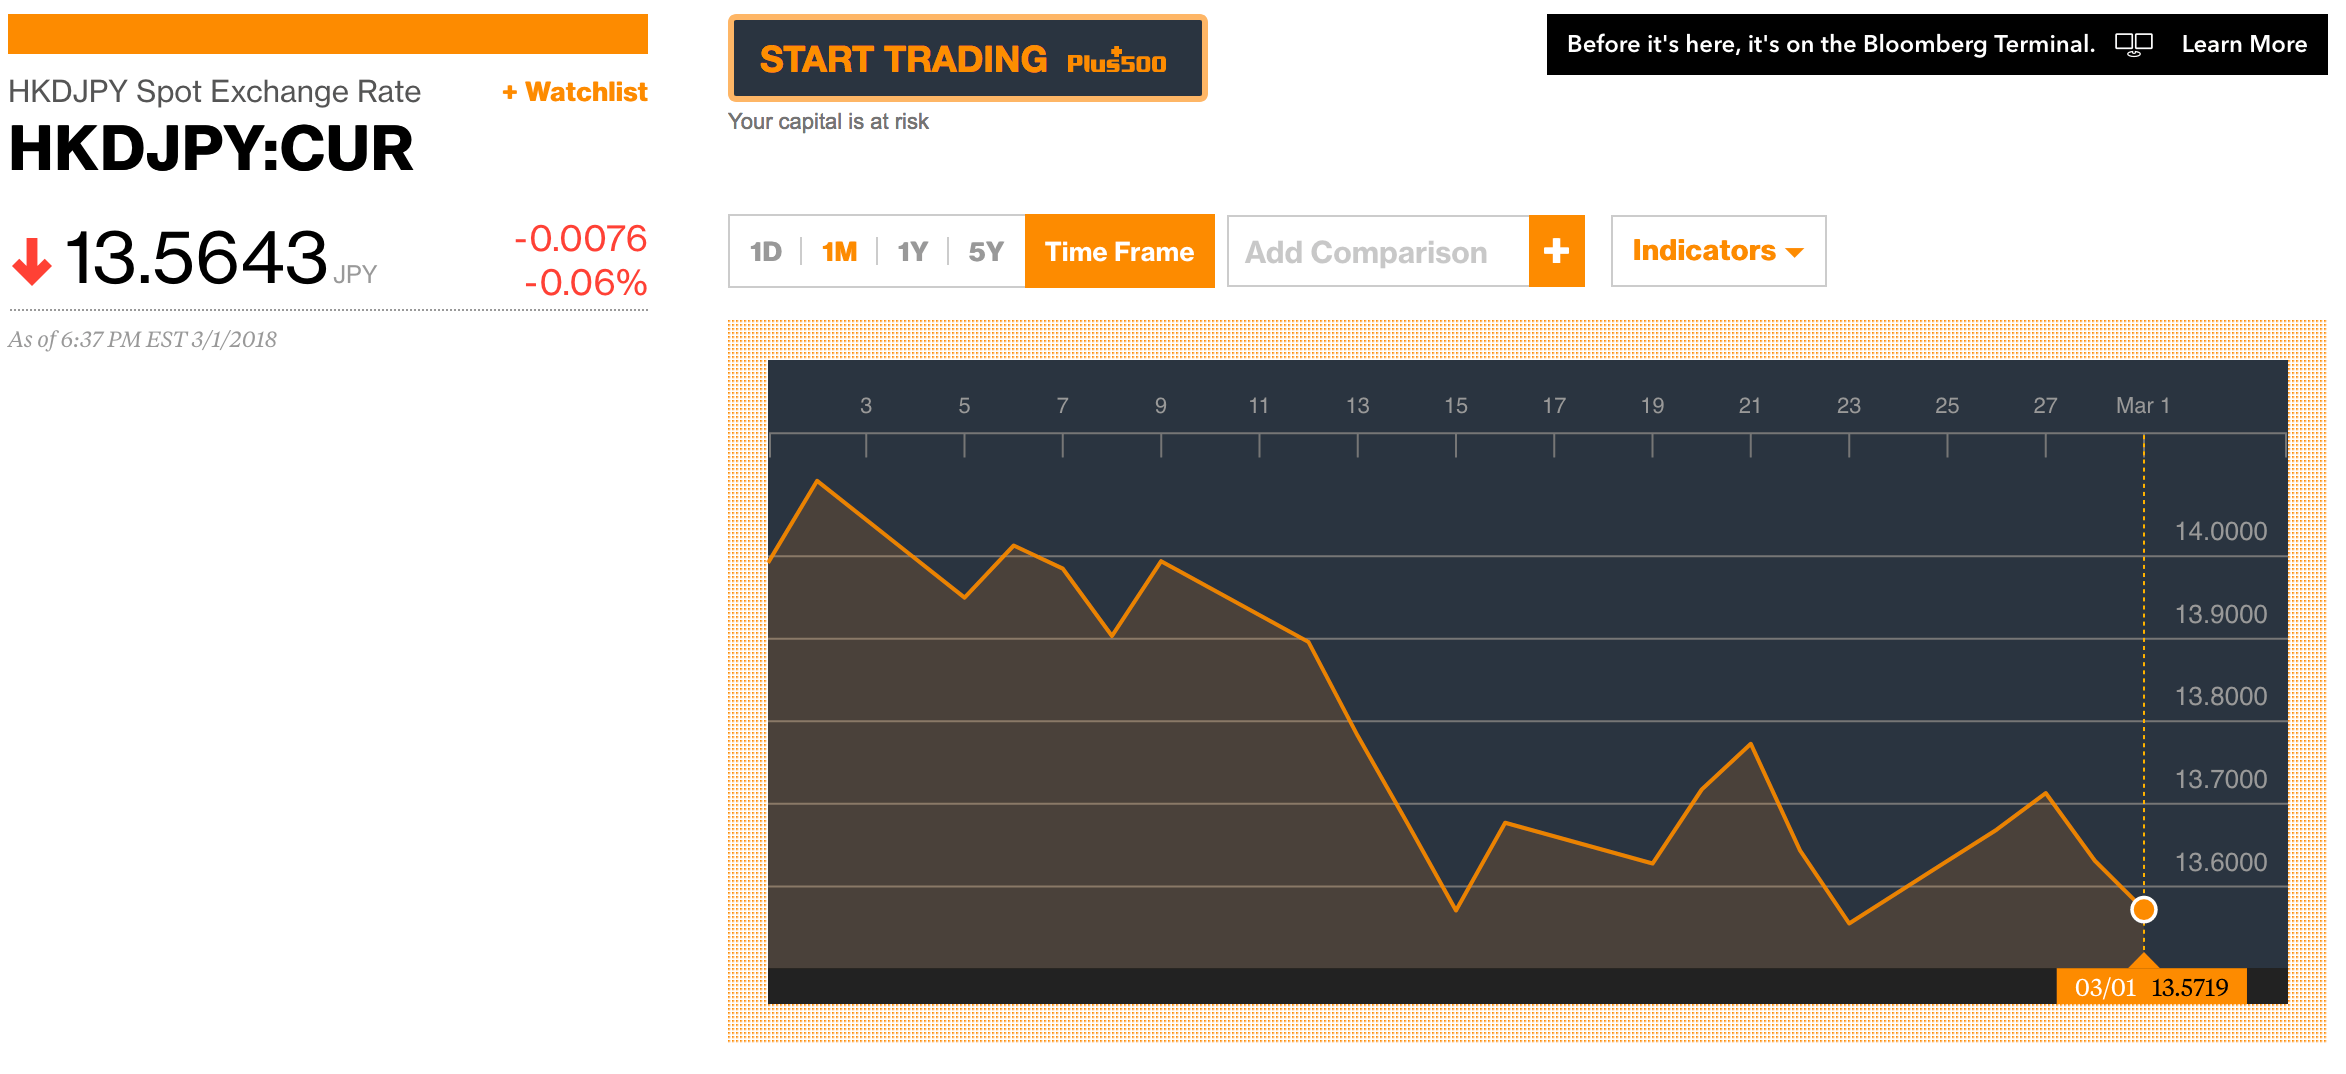 HKDJPY Spot Exchange Rate
+ Watchlist
HKDJPY:CUR
13.5643 JPY
-0.0076
-0.06%
As of 6:37 PM EST 3/1/2018
START TRADING Plus500
Your capital is at risk
Before it's here, it's on the Bloomberg Terminal. Learn More
1D 1M 1Y 5Y Time Frame
Add Comparison +
Indicators
3 5 7 9 11 13 15 17 19 21 23 25 27 Mar 1
14.0000
13.9000
13.8000
13.7000
13.6000
03/01 13.5719